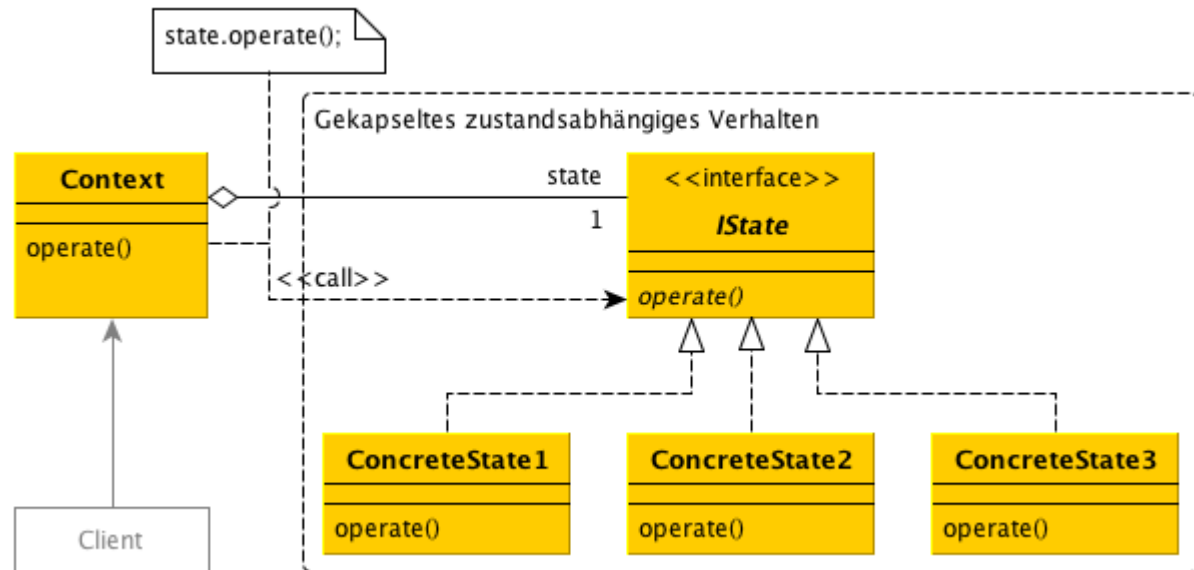 state.operate();
Gekapseltes zustandsabhängiges Verhalten
Context
operate()
state
1
<<call>>
<<interface>>
IState
operate()
ConcreteState1
operate()
ConcreteState2
operate()
ConcreteState3
operate()
Client